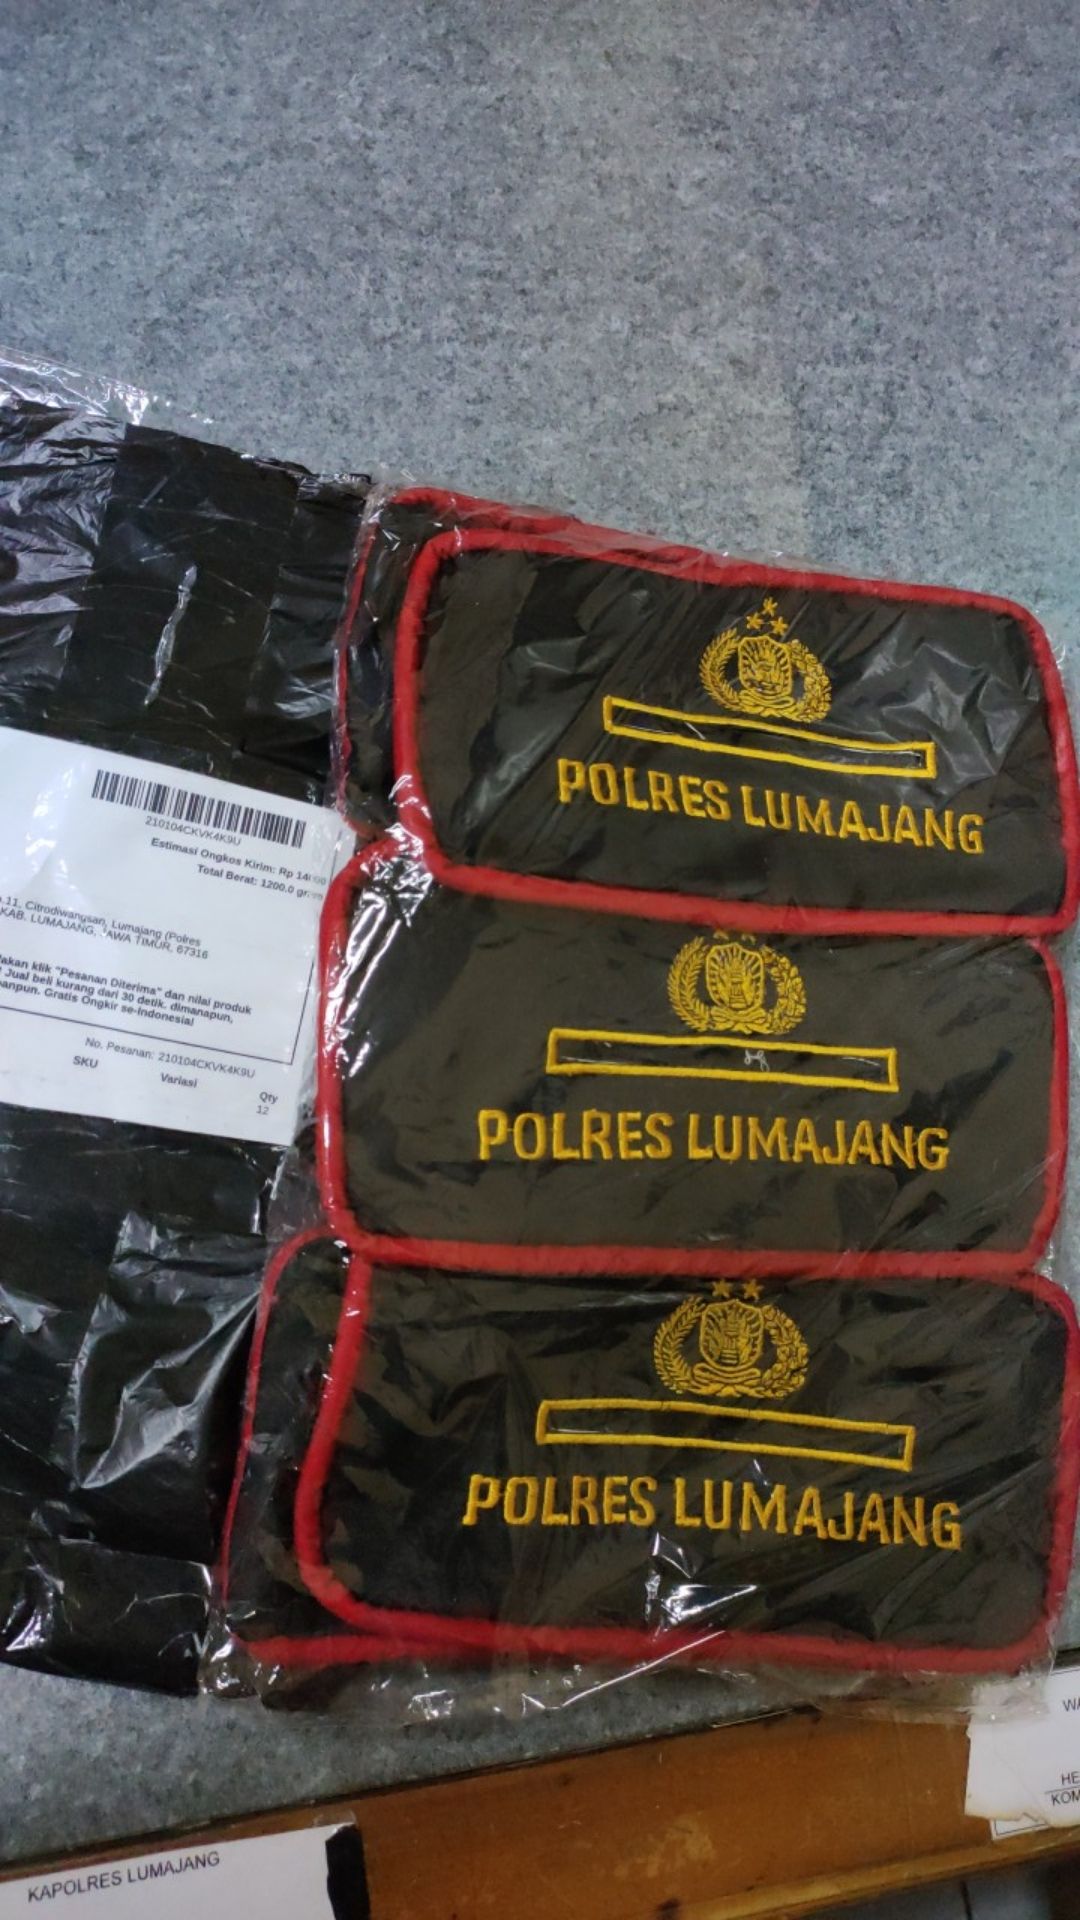 POLRES LUMAJANG
POLRES LUMAJANG
POLRES LUMAJANG
210104CKVK4K9U
Estimasi Ongkos Kirim: Rp
Total Berat: 1200.0
11, Citrodiwangsan, Lumajang (Polres
KAB. LUMAJANG, JAWA TIMUR, 67316
klik "Pesanan Diterima" dan nilai produk
Jual beli kurang dari 30 detik. dimanapun,
Gratis Ongkir se-Indonesia!
No. Pesanan: 210104CKVK4K9U
SKU Variasi Qty
12
KAPOLRES LUMAJANG